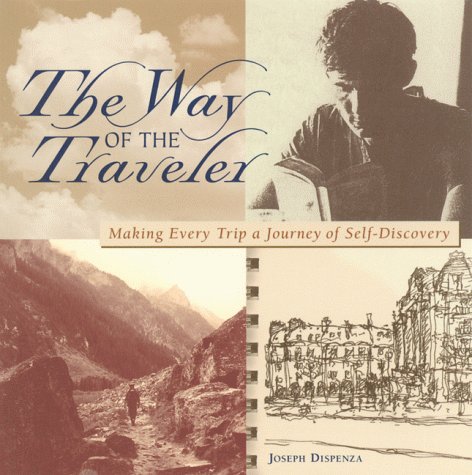 The Way
OF THE
Traveler
Making Every Trip a Journey of Self-Discovery
JOSEPH DISPENZA